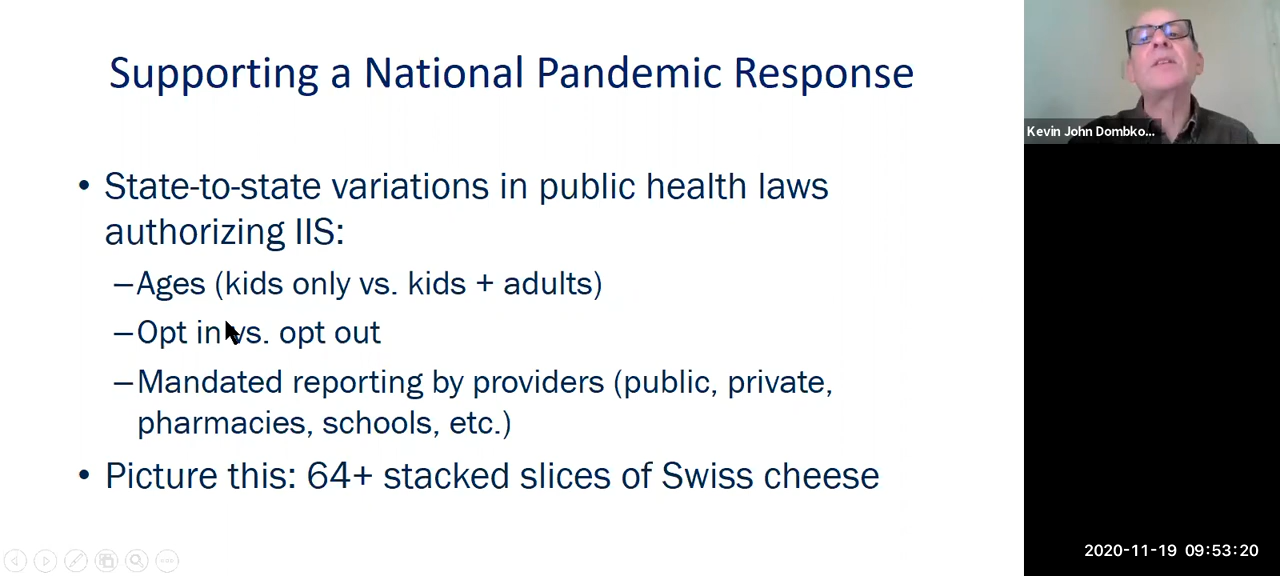 Supporting a National Pandemic Response
• State-to-state variations in public health laws
authorizing IIS:
–Ages (kids only vs. kids + adults)
–Opt in vs. opt out
–Mandated reporting by providers (public, private,
pharmacies, schools, etc.)
• Picture this: 64+ stacked slices of Swiss cheese
Kevin John Dombko...
2020-11-19 09:53:20